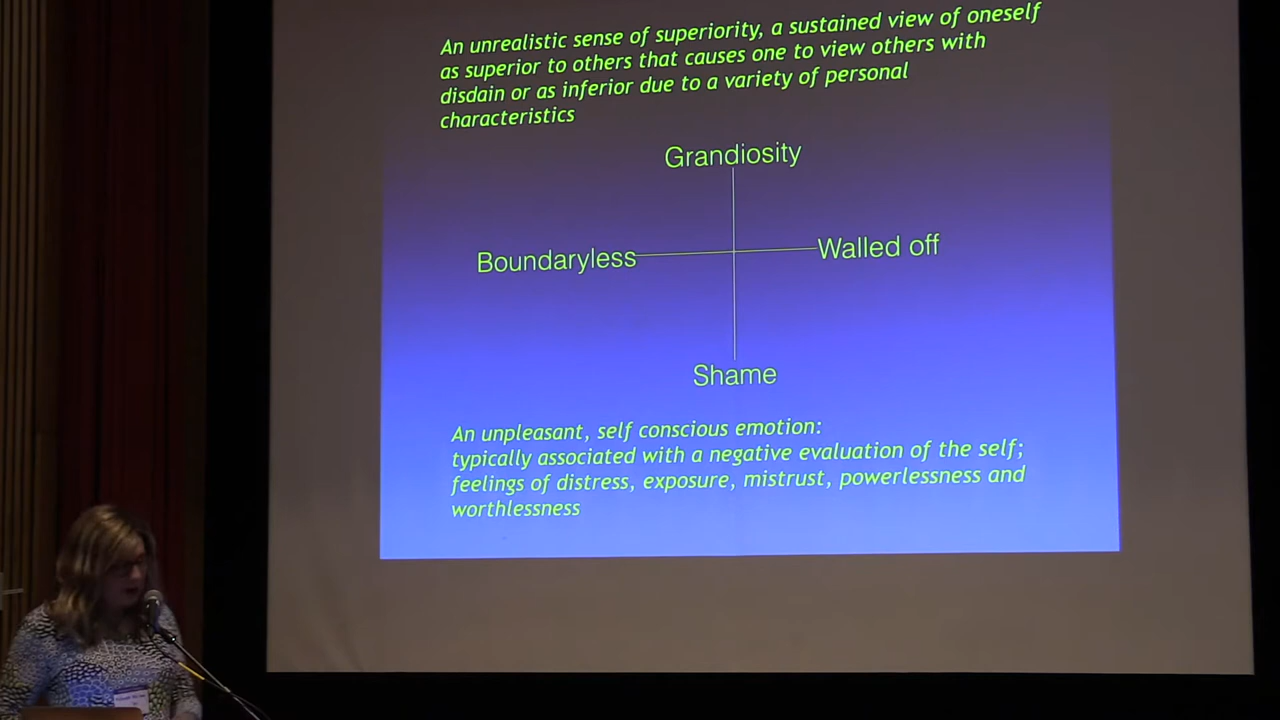 An unrealistic sense of superiority, a sustained view of oneself
as superior to others that causes one to view others with
disdain or as inferior due to a variety of personal
characteristics
Grandiosity
Boundaryless
Walled off
Shame
An unpleasant, self conscious emotion:
typically associated with a negative evaluation of the self;
feelings of distress, exposure, mistrust, powerlessness and
worthlessness